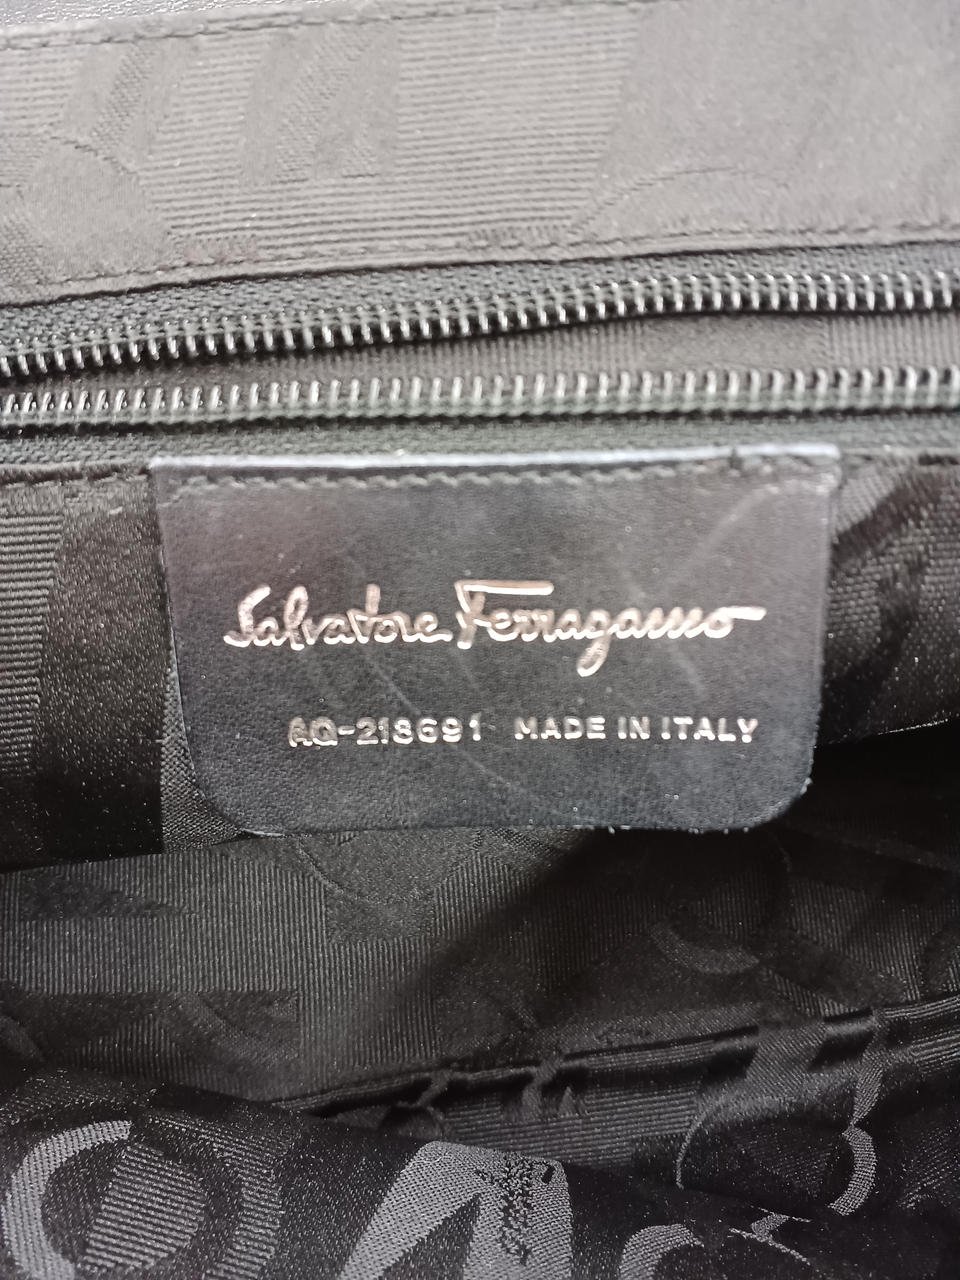 Salvatore Ferragamo
AQ-218691 MADE IN ITALY